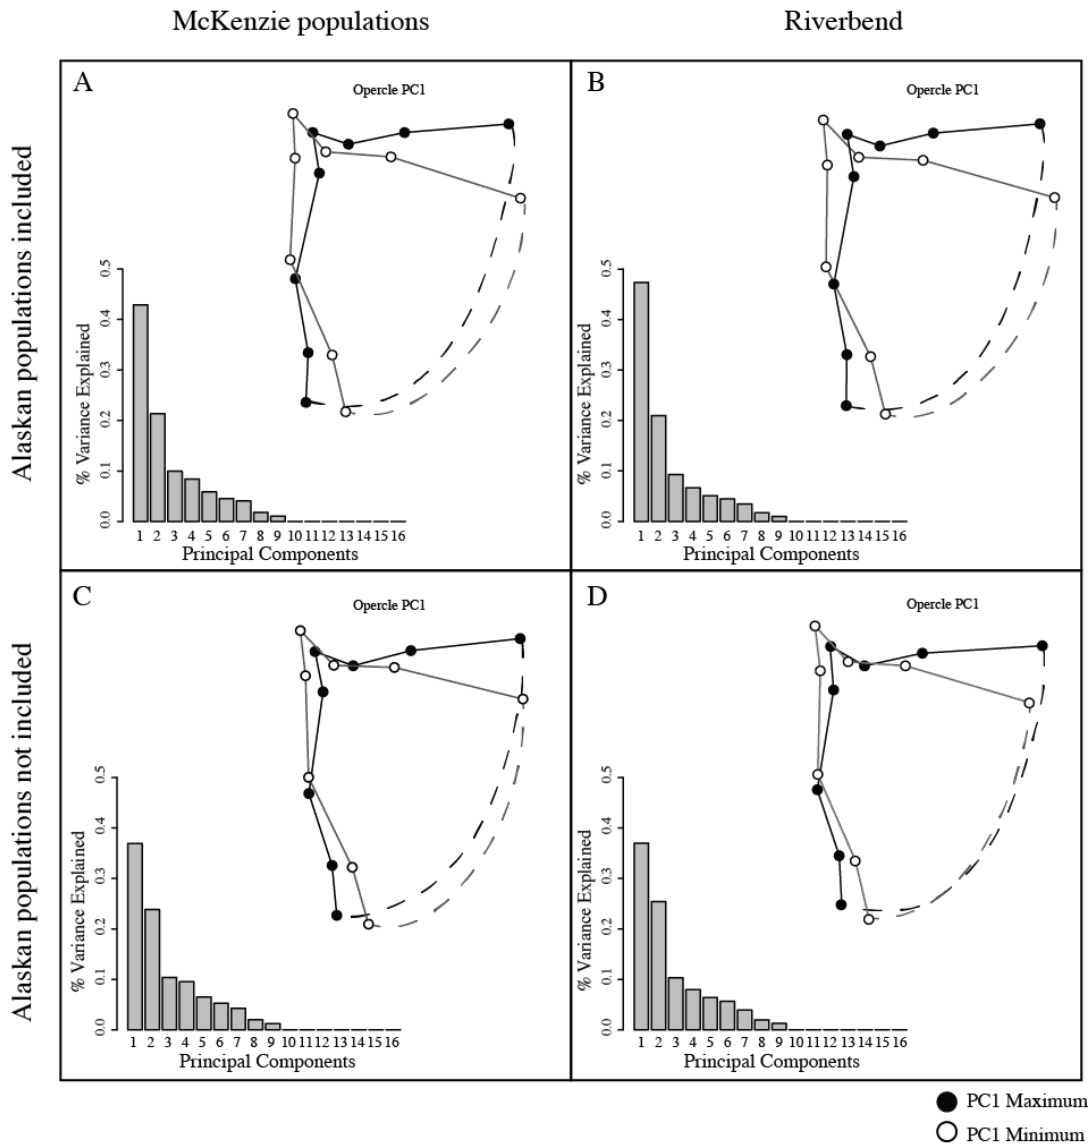 McKenzie populations
Riverbend
Alaskan populations included
A
Opercle PC1
% Variance Explained
0.5
0.4
0.3
0.2
0.1
0.0
1 2 3 4 5 6 7 8 9 10 11 12 13 14 15 16
Principal Components
B
Opercle PC1
% Variance Explained
0.5
0.4
0.3
0.2
0.1
0.0
1 2 3 4 5 6 7 8 9 10 11 12 13 14 15 16
Principal Components
Alaskan populations not included
C
Opercle PC1
% Variance Explained
0.5
0.4
0.3
0.2
0.1
0.0
1 2 3 4 5 6 7 8 9 10 11 12 13 14 15 16
Principal Components
D
Opercle PC1
% Variance Explained
0.5
0.4
0.3
0.2
0.1
0.0
1 2 3 4 5 6 7 8 9 10 11 12 13 14 15 16
Principal Components
PC1 Maximum
PC1 Minimum